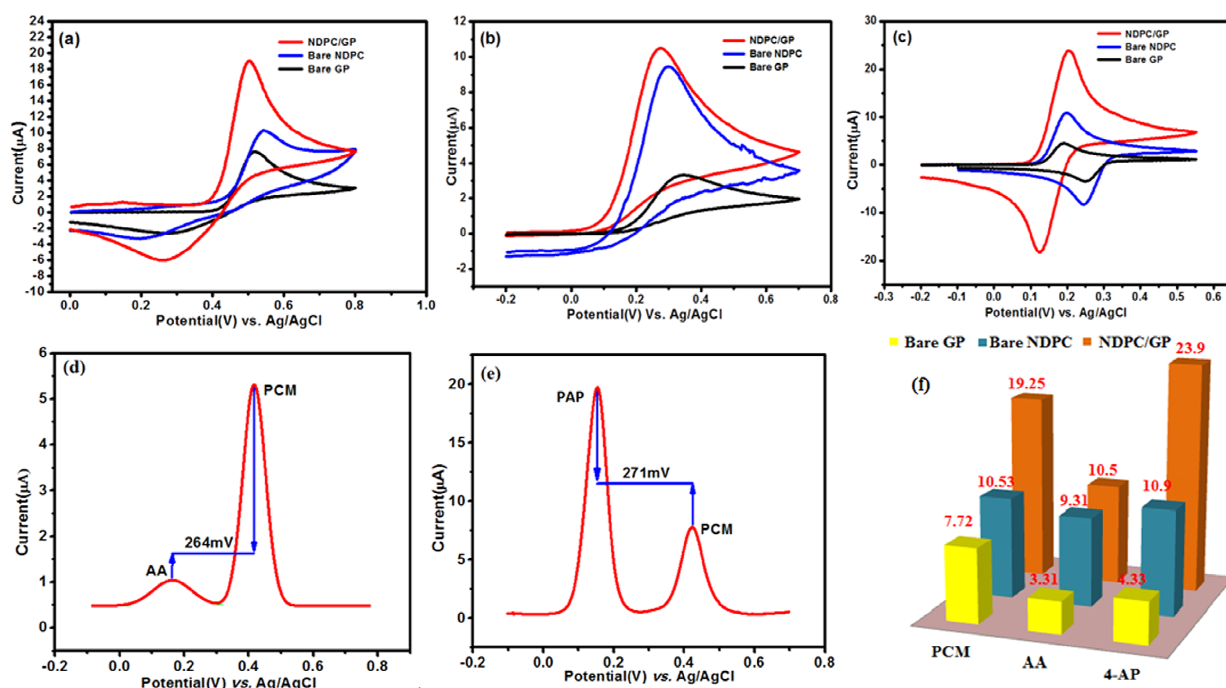 (a)
NDPC/GP
Bare NDPC
Bare GP
Current(µA)
24
22
20
18
16
14
12
10
8
6
4
2
0
-2
-4
-6
-8
-10
0.0 0.2 0.4 0.6 0.8 1.0
Potential(V) vs. Ag/AgCl
(b)
NDPC/GP
Bare NDPC
Bare GP
Current(µA)
12
10
8
6
4
2
0
-2
-0.2 0.0 0.2 0.4 0.6 0.8
Potential(V) Vs. Ag/AgCl
(c)
NDPC/GP
Bare NDPC
Bare GP
Current(µA)
30
20
10
0
-10
-20
-0.3 -0.2 -0.1 0.0 0.1 0.2 0.3 0.4 0.5 0.6
Potential(V) vs. Ag/AgCl
(d)
PCM
264mV
AA
Current(µA)
6
5
4
3
2
1
0
-0.2 0.0 0.2 0.4 0.6 0.8
Potential(V) vs. Ag/AgCl
(e)
PAP
271mV
PCM
Current(µA)
20
15
10
5
0
-0.2 0.0 0.2 0.4 0.6 0.8
Potential(V) vs. Ag/AgCl
Bare GP Bare NDPC NDPC/GP
(f)
23.9
19.25
10.5
10.53
9.31
10.9
7.72
3.31
4.33
PCM
AA
4-AP